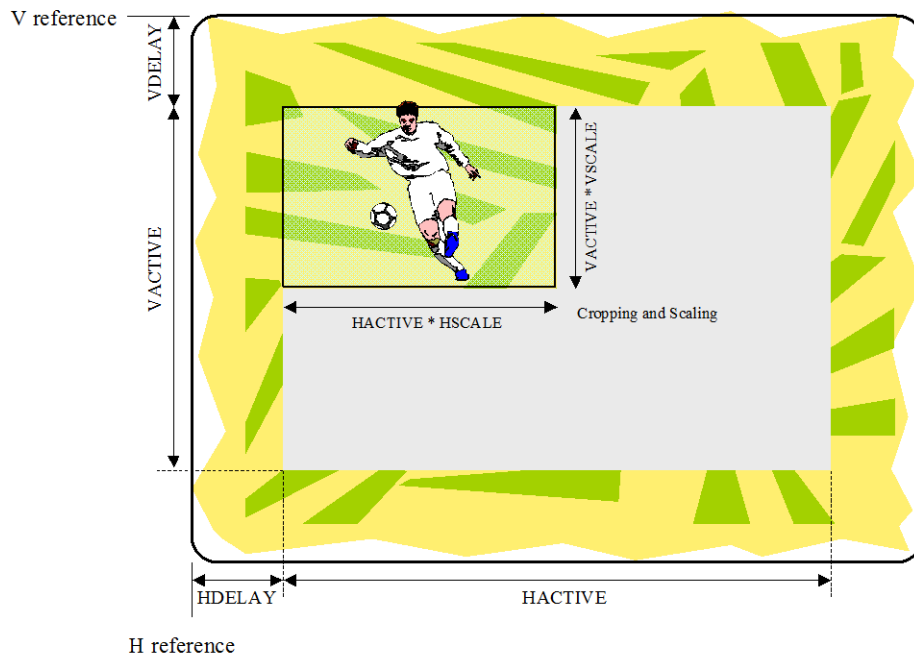 V reference
VDELAY
VACTIVE
VACTIVE * VSCALE
HACTIVE * HSCALE
Cropping and Scaling
HDELAY
HACTIVE
H reference